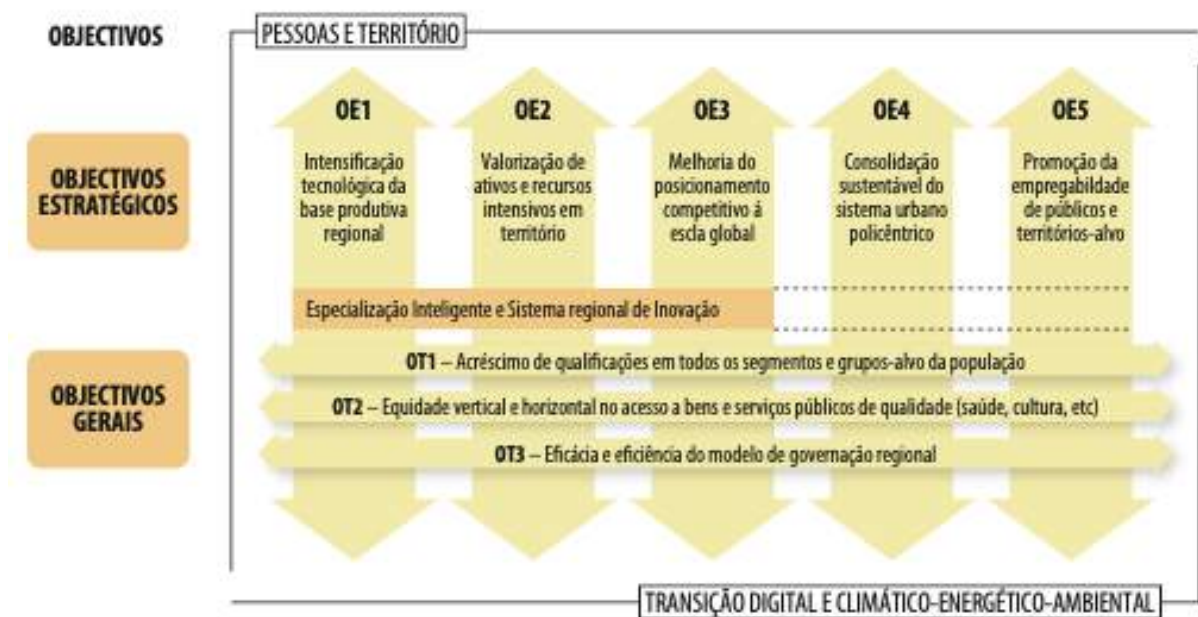 OBJECTIVOS
PESSOAS E TERRITÓRIO
OBJECTIVOS
ESTRATÉGICOS
OE1
Intensificação
tecnológica da
base produtiva
regional
OE2
Valorização de
ativos e recursos
intensivos em
território
OE3
Melhoria do
posicionamento
competitivo á
escla global
OE4
Consolidação
sustentável do
sistema urbano
policêntrico
OE5
Promoção da
empregabildade
de públicos e
territórios-alvo
Especialização Inteligente e Sistema regional de Inovação
OBJECTIVOS
GERAIS
OT1 – Acréscimo de qualificações em todos os segmentos e grupos-alvo da população
OT2 – Equidade vertical e horizontal no acesso a bens e serviços públicos de qualidade (saúde, cultura, etc)
OT3 – Eficácia e eficiência do modelo de governação regional
TRANSIÇÃO DIGITAL E CLIMÁTICO-ENERGÉTICO-AMBIENTAL